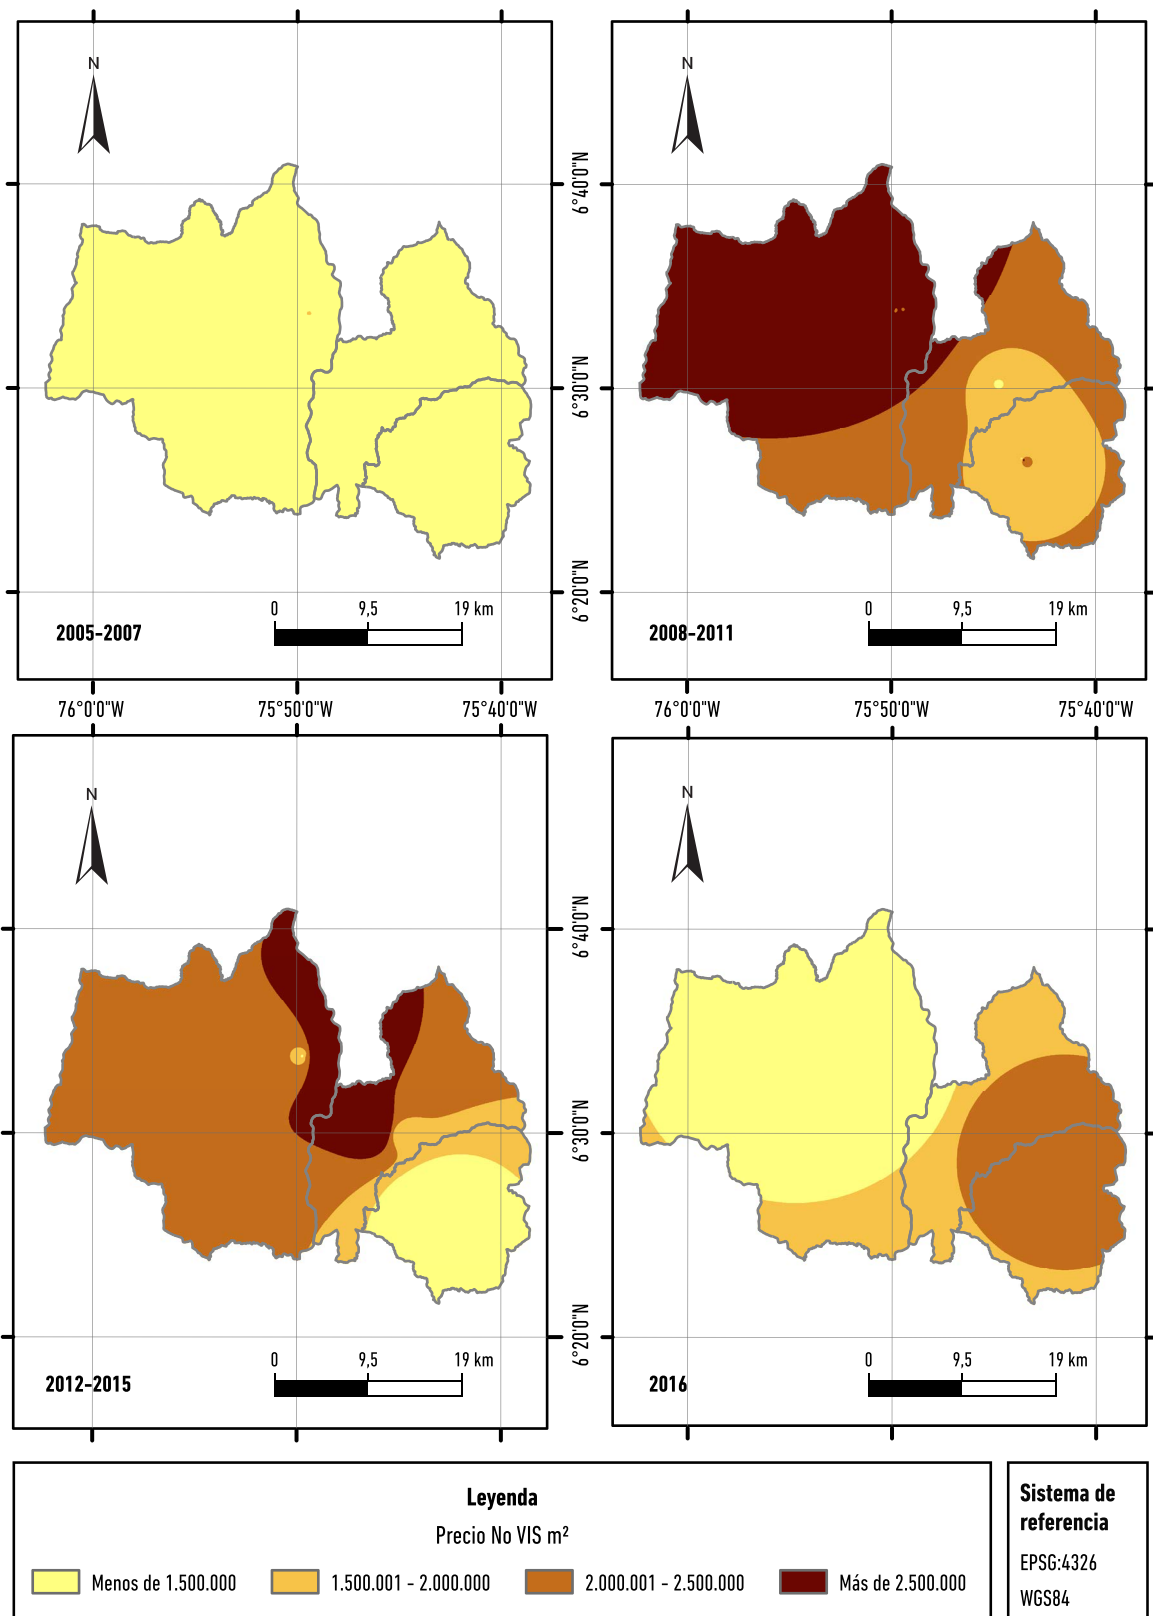 N
N
6°40'0"N
6°30'0"N
6°20'0"N
0 9,5 19 km
0 9,5 19 km
2005-2007
2008-2011
76°0'0"W 75°50'0"W 75°40'0"W
76°0'0"W 75°50'0"W 75°40'0"W
N
N
6°40'0"N
6°30'0"N
6°20'0"N
0 9,5 19 km
0 9,5 19 km
2012-2015
2016
Leyenda
Precio No VIS m²
Menos de 1.500.000
1.500.001 - 2.000.000
2.000.001 - 2.500.000
Más de 2.500.000
Sistema de
referencia
EPSG:4326
WGS84